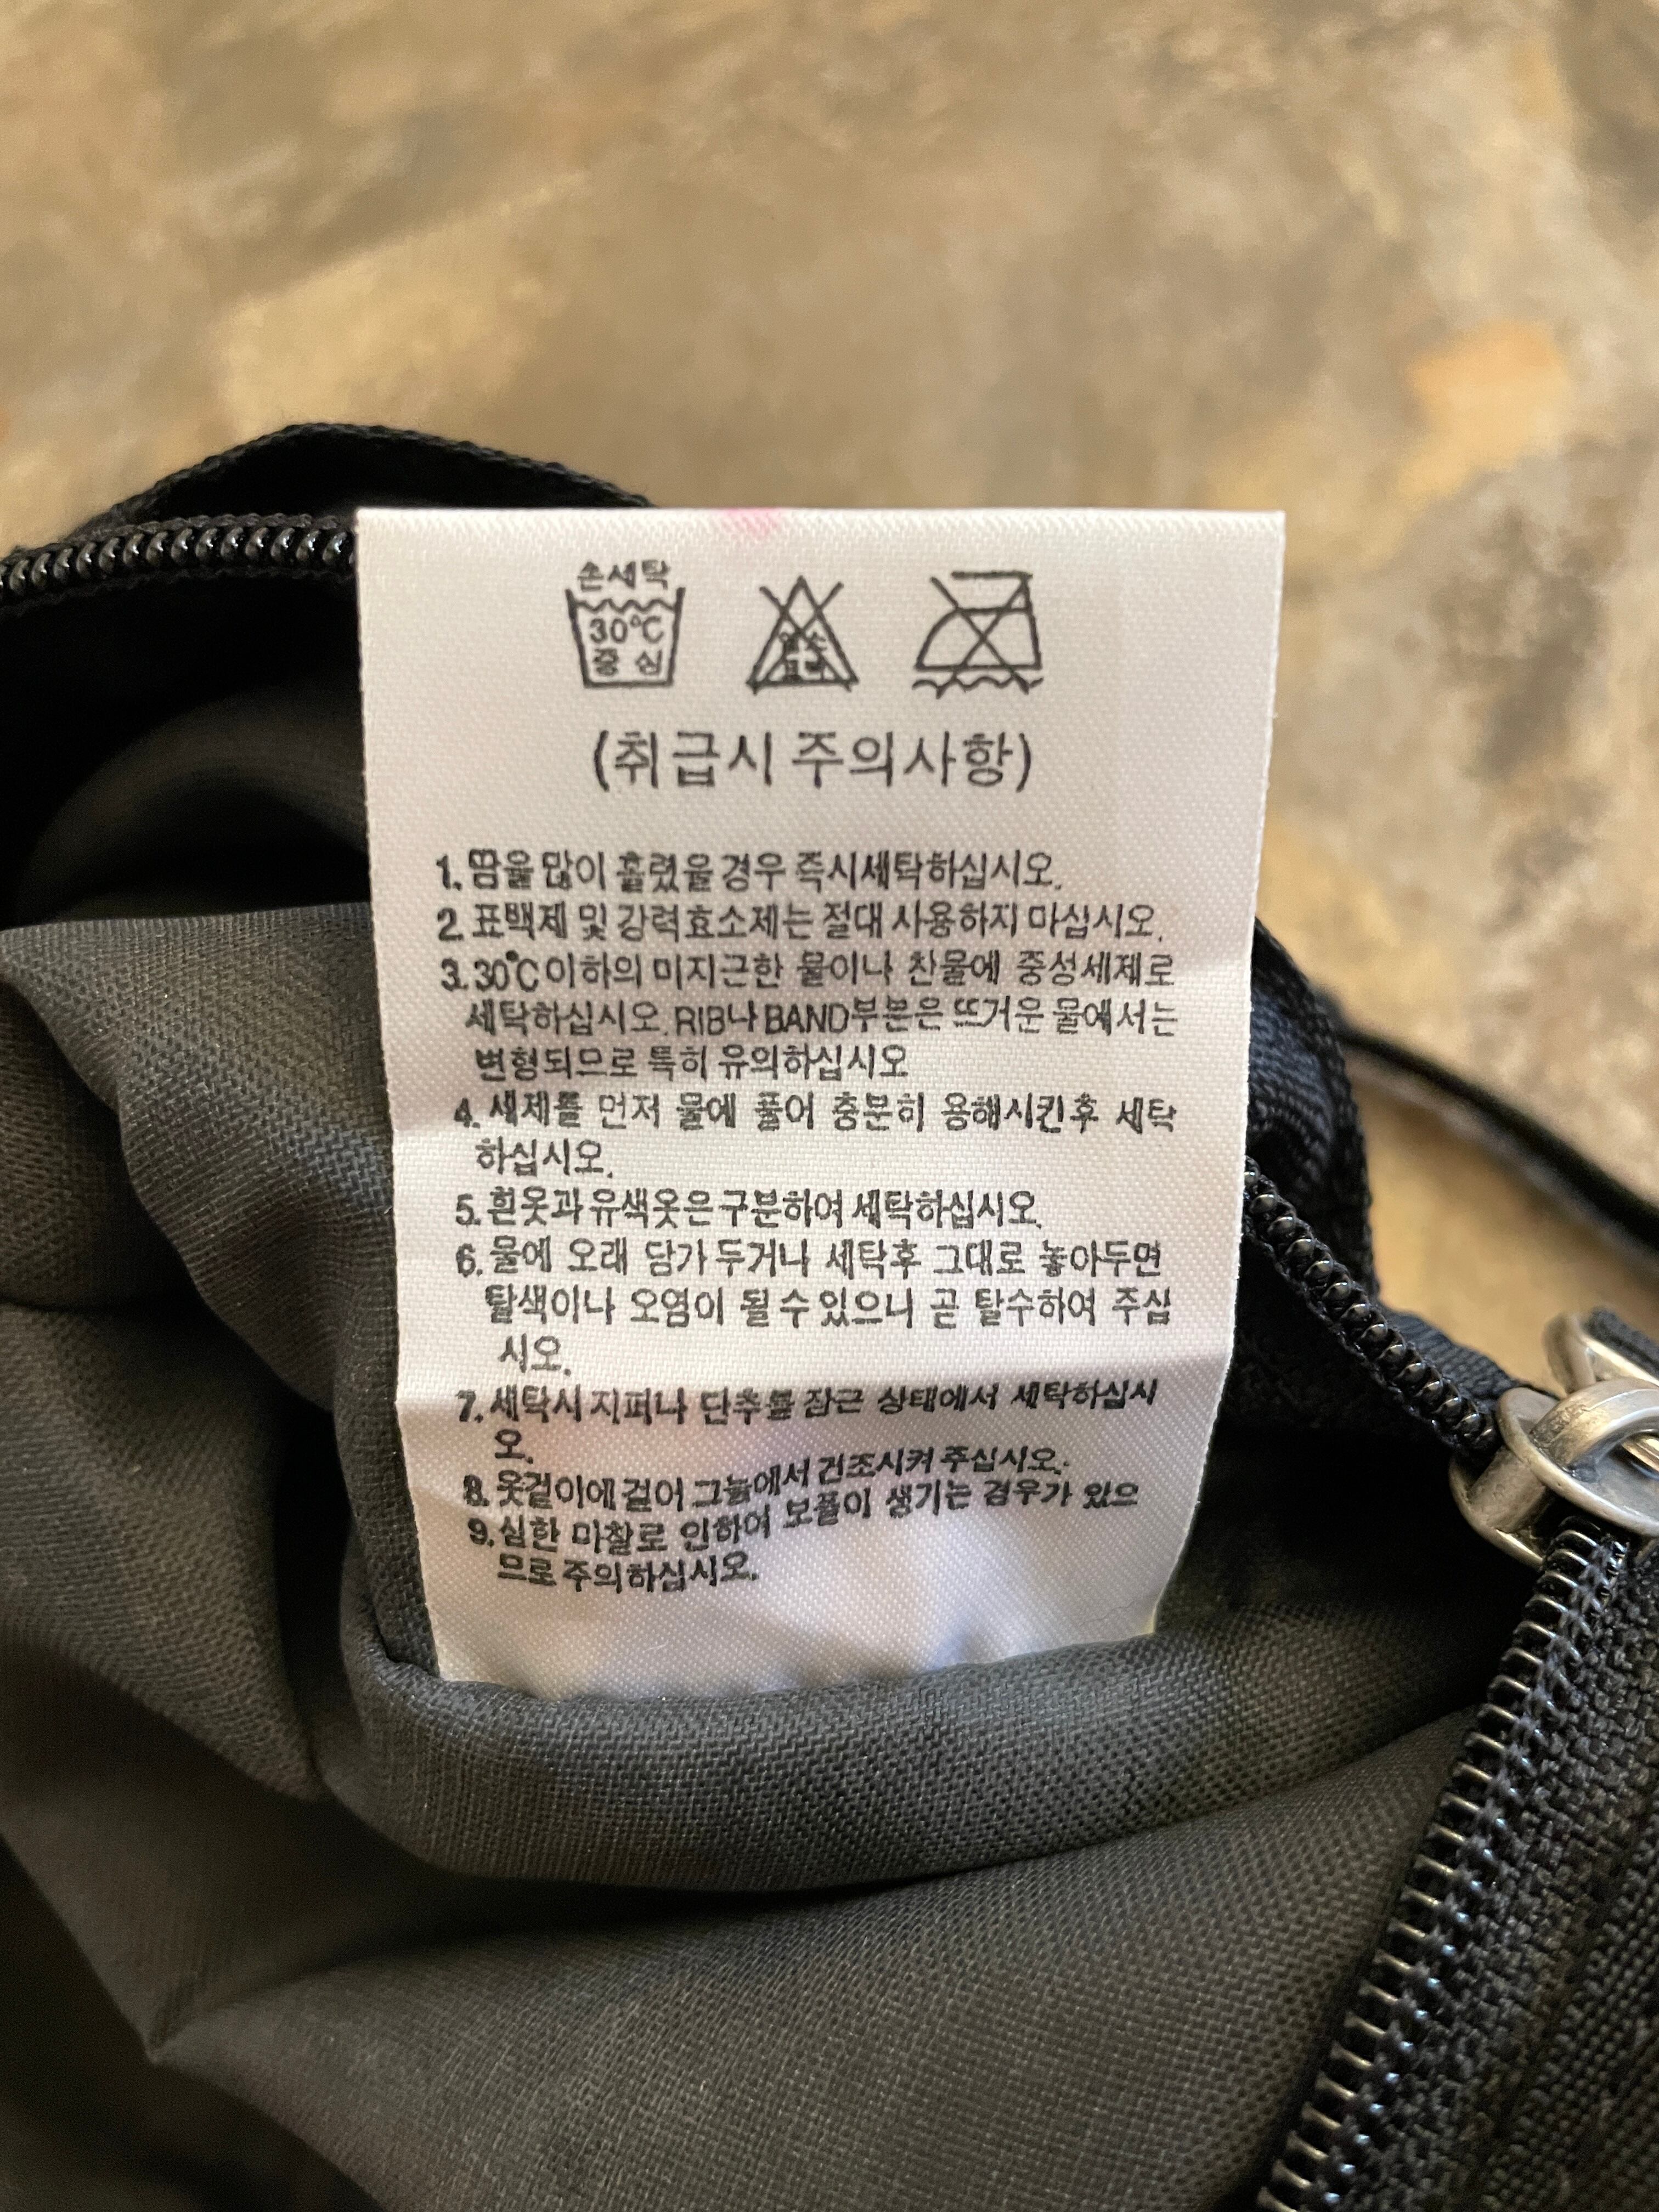 손세탁
30℃
중 심
염소
표백
(취급시 주의사항)
1. 땀을 많이 흘렸을 경우 즉시세탁하십시오.
2. 표백제 및 강력효소제는 절대 사용하지 마십시오.
3. 30℃이하의 미지근한 물이나 찬물에 중성세제로
세탁하십시오. RIB나 BAND부분은 뜨거운 물에서는
변형되므로 특히 유의하십시오
4. 세제를 먼저 물에 풀어 충분히 용해시킨후 세탁
하십시오.
5. 흰옷과 유색옷은 구분하여 세탁하십시오.
6. 물에 오래 담가 두거나 세탁후 그대로 놓아두면
탈색이나 오염이 될 수 있으니 곧 탈수하여 주십
시오.
7. 세탁시 지퍼나 단추를 잠근 상태에서 세탁하십시
오.
8. 옷걸이에 걸어 그늘에서 건조시켜 주십시오.
9. 심한 마찰로 인하여 보풀이 생기는 경우가 있으
므로 주의하십시오.